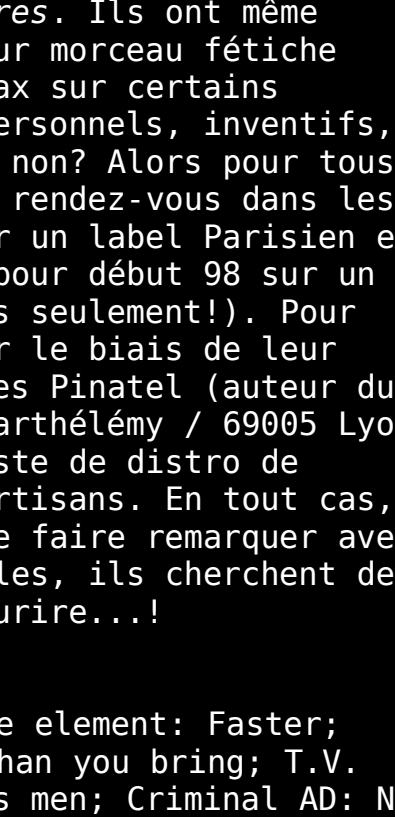 res. Ils ont même
ur morceau fétiche
ax sur certains
ersonnels, inventifs,
non? Alors pour tous
rendez-vous dans les
r un label Parisien e
pour début 98 sur un
s seulement!). Pour
r le biais de leur
es Pinatel (auteur du
arthélémy / 69005 Lyo
ste de distro de
rtisans. En tout cas,
e faire remarquer ave
les, ils cherchent de
urire...!
e element: Faster;
han you bring; T.V.
s men; Criminal AD: N